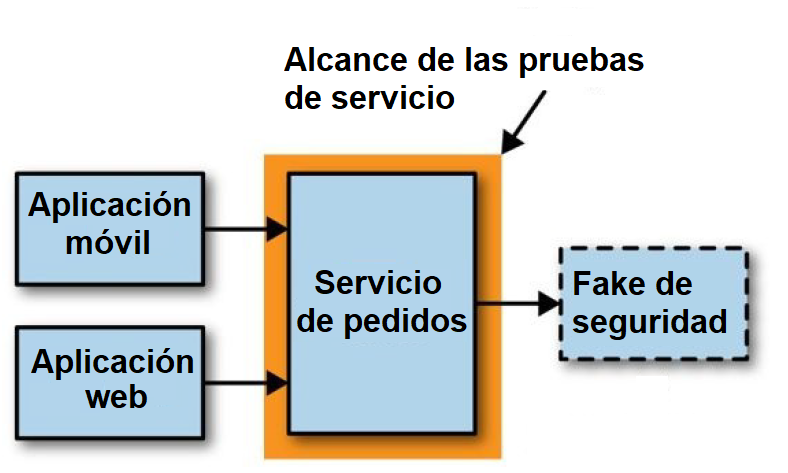 Alcance de las pruebas
de servicio
Aplicación
móvil
Servicio
de pedidos
Fake de
seguridad
Aplicación
web